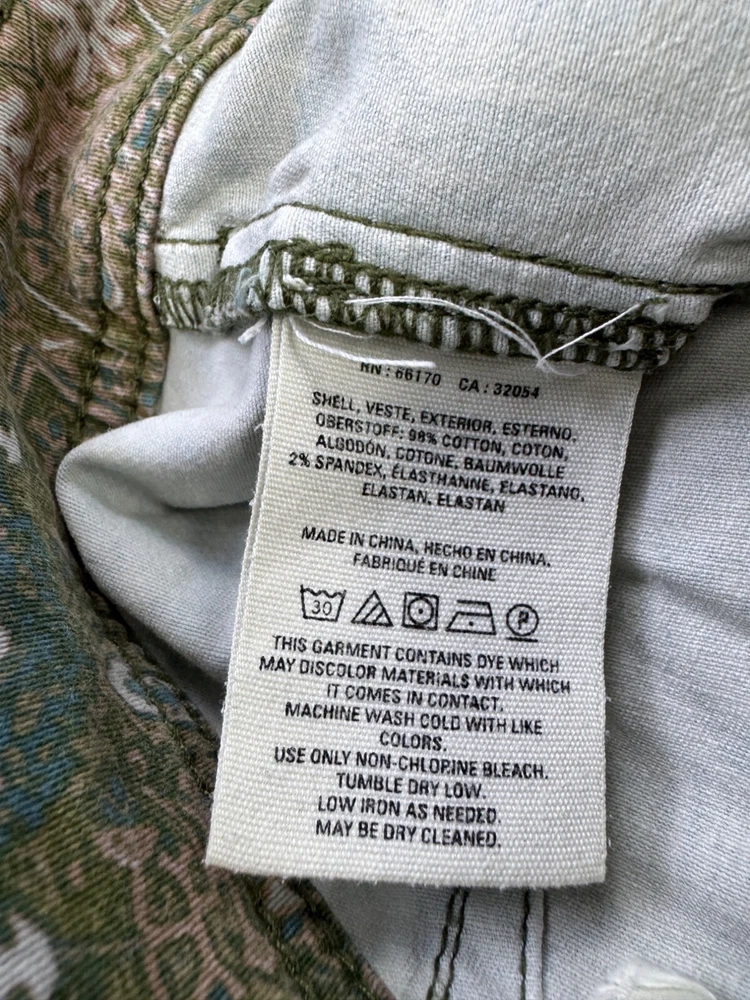 RN : 66170 CA : 32054
SHELL, VESTE, EXTERIOR, ESTERNO,
OBERSTOFF: 98% COTTON, COTON,
ALGODÓN, COTONE, BAUMWOLLE
2% SPANDEX, ÉLASTHANNE, ELASTANO,
ELASTAN, ELASTAN
MADE IN CHINA, HECHO EN CHINA,
FABRIQUÉ EN CHINE
30 P
THIS GARMENT CONTAINS DYE WHICH
MAY DISCOLOR MATERIALS WITH WHICH
IT COMES IN CONTACT.
MACHINE WASH COLD WITH LIKE
COLORS.
USE ONLY NON-CHLORINE BLEACH.
TUMBLE DRY LOW.
LOW IRON AS NEEDED.
MAY BE DRY CLEANED.